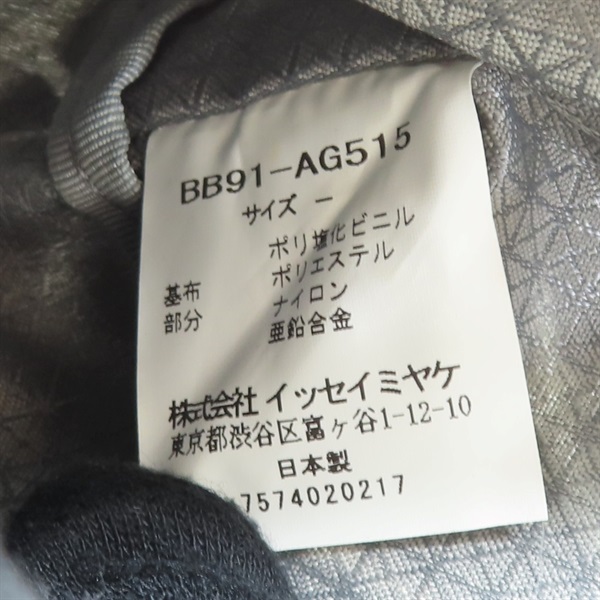 BB91-AG515
サイズ ー
ポリ塩化ビニル
基布 ポリエステル
部分 ナイロン
亜鉛合金
株式会社 イッセイミヤケ
東京都渋谷区富ヶ谷1-12-10
日本製
7574020217